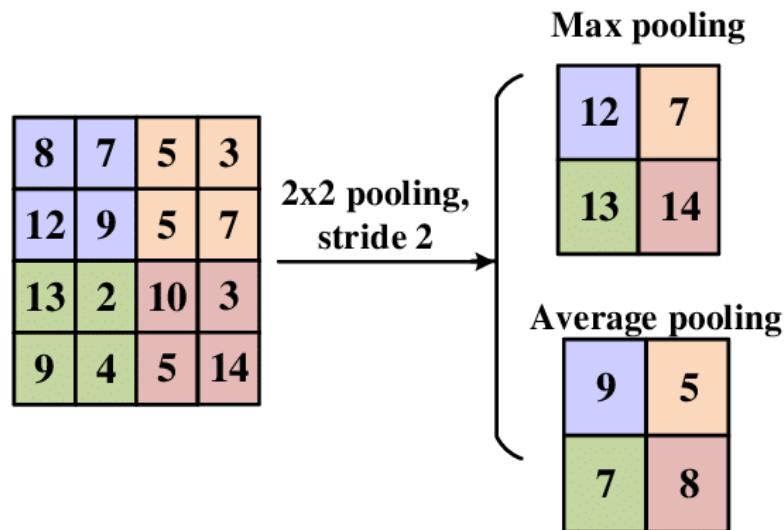 Max pooling
12 7
13 14
8 7 5 3
12 9 5 7
13 2 10 3
9 4 5 14
2x2 pooling,
stride 2
Average pooling
9 5
7 8